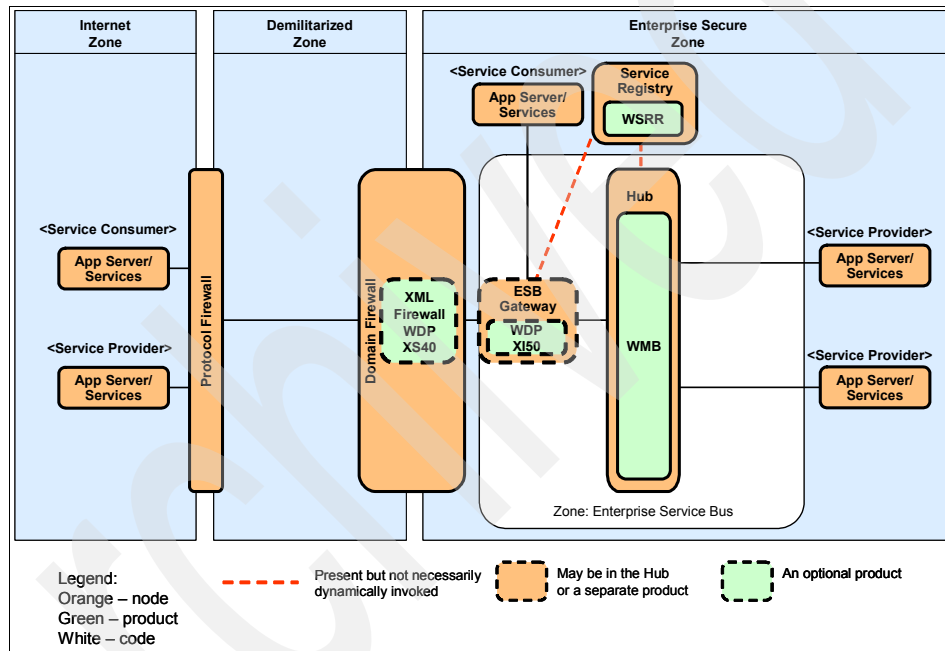 Internet
Zone
Demilitarized
Zone
Enterprise Secure
Zone
<Service Consumer>
App Server/
Services
Service
Registry
WSRR
<Service Consumer>
App Server/
Services
<Service Provider>
App Server/
Services
Protocol Firewall
Domain Firewall
XML
Firewall
WDP
XS40
ESB
Gateway
WDP
XI50
Hub
WMB
<Service Provider>
App Server/
Services
<Service Provider>
App Server/
Services
Zone: Enterprise Service Bus
Legend:
Orange – node
Green – product
White – code
Present but not necessarily
dynamically invoked
May be in the Hub
or a separate product
An optional product
rchived